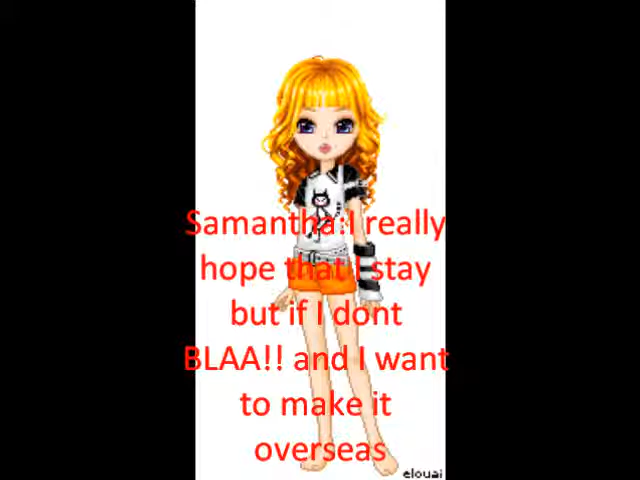 Samantha:I really
hope that I stay
but if I dont
BLAA!! and I want
to make it
overseas
elouai